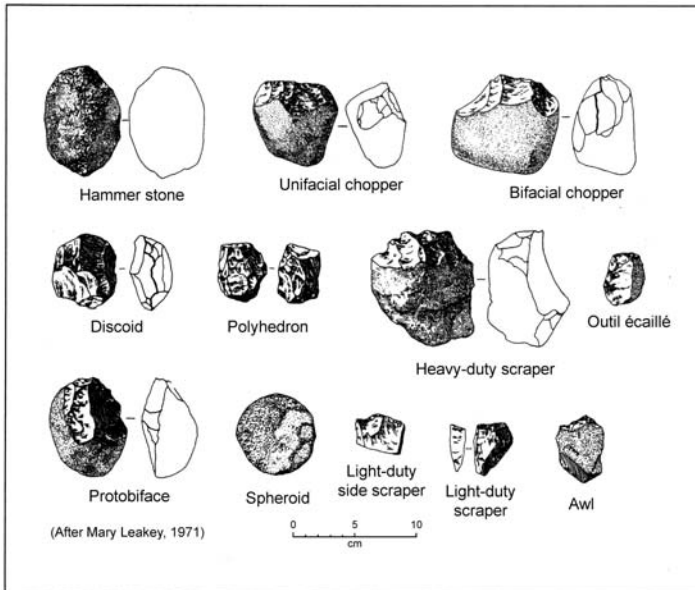 Hammer stone
Unifacial chopper
Bifacial chopper
Discoid
Polyhedron
Heavy-duty scraper
Outil écaillé
Protobiface
Spheroid
Light-duty
side scraper
Light-duty
scraper
Awl
(After Mary Leakey, 1971)
0 5 10
cm